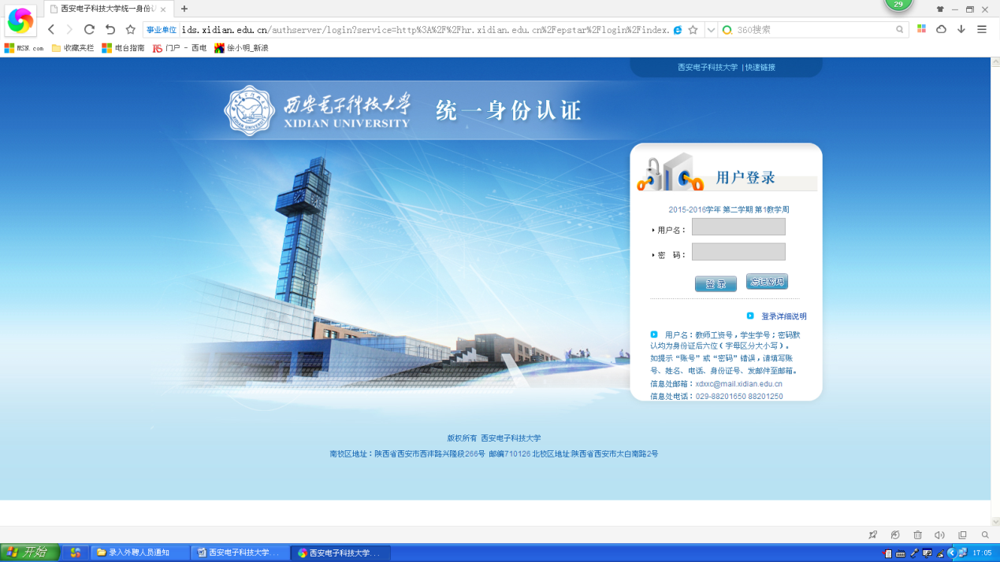 29
西安电子科技大学统一身份认
事业单位 ids.xidian.edu.cn/authserver/login?service=http%3A%2F%2Fhr.xidian.edu.cn%2Fepstar%2Flogin%2Findex. 360搜索
MSN.com 收藏夹栏 电台指南 门户 - 西电 徐小明_新浪
西安电子科技大学 | 快速链接
西安电子科技大学 统一身份认证
XIDIAN UNIVERSITY
用户登录
2015-2016学年 第二学期 第1教学周
用户名：
密 码：
登 录 忘记密码
登录详细说明
用户名：教师工资号，学生学号；密码默
认均为身份证后六位（字母区分大小写）。
如提示“账号”或“密码”错误，请填写账
号、姓名、电话、身份证号、发邮件至邮箱。
信息处邮箱：xdxxc@mail.xidian.edu.cn
信息处电话：029-88201650 88201250
版权所有 西安电子科技大学
南校区地址：陕西省西安市西沣路兴隆段266号 邮编710126 北校区地址:陕西省西安市太白南路2号
开始 录入外聘人员通知 西安电子科技大学... 西安电子科技大学... 17:05